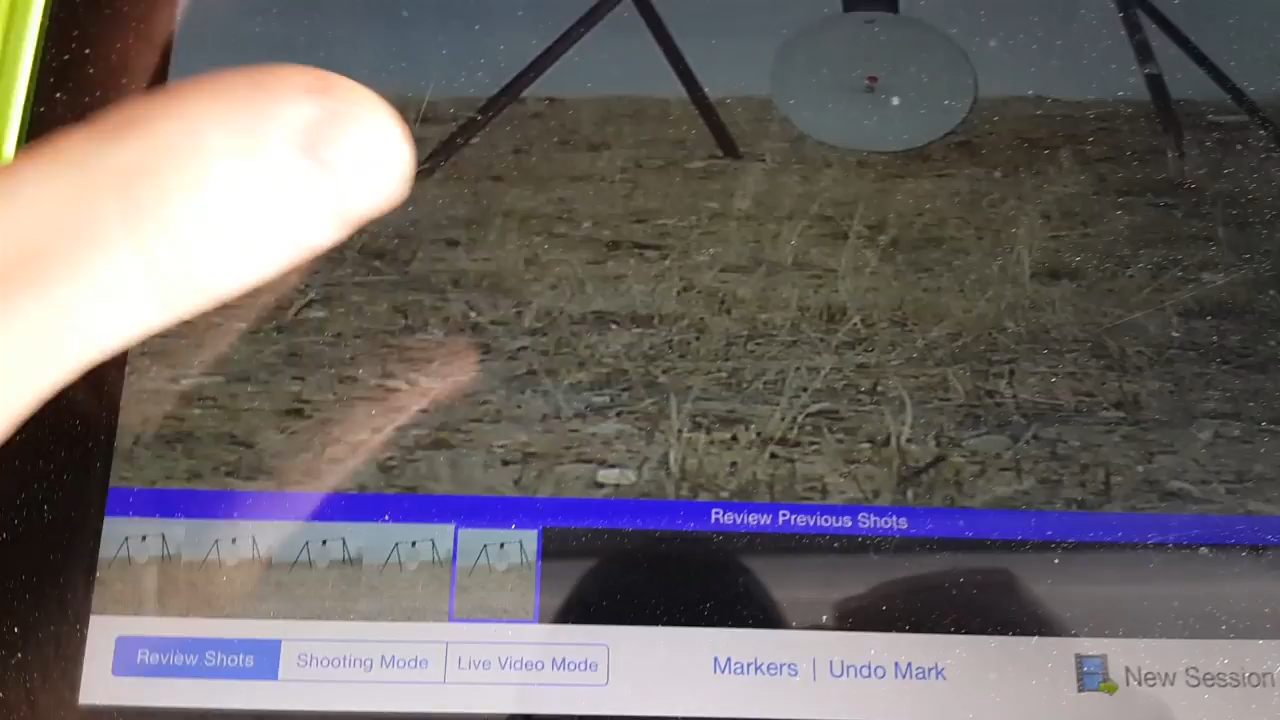 Review Previous Shots
Review Shots
Shooting Mode
Live Video Mode
Markers | Undo Mark
New Session